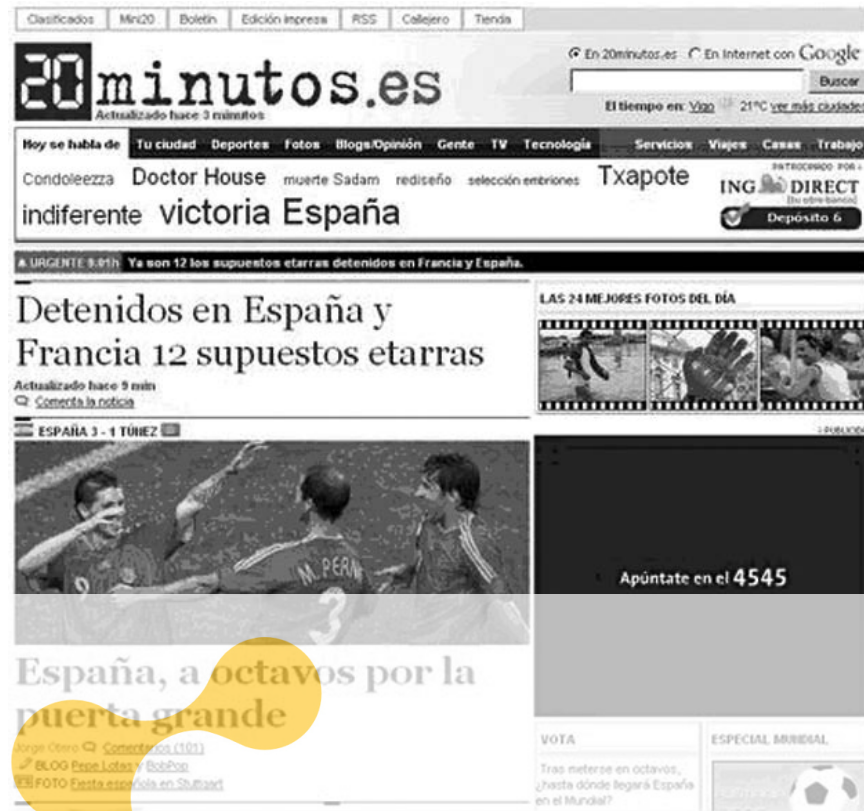 Clasificados Mini20 Boletín Edición impresa RSS Callejero Tienda
20minutos.es
Actualizado hace 3 minutos
En 20minutos.es En Internet con Google
Buscar
El tiempo en: Vigo 21ºC ver más ciudades
Hoy se habla de Tu ciudad Deportes Fotos Blogs/Opinión Gente TV Tecnología Servicios Viajes Casas Trabajo
Condoleezza Doctor House muerte Sadam rediseño selección embriones Txapote
indiferente victoria España
PATROCINADO POR
ING DIRECT
Depósito 6
URGENTE 9.01h Ya son 12 los supuestos etarras detenidos en Francia y España.
Detenidos en España y
Francia 12 supuestos etarras
Actualizado hace 9 min
Comenta la noticia
LAS 24 MEJORES FOTOS DEL DÍA
ESPAÑA 3 - 1 TÚNEZ
9
M. PERN
3
Apúntate en el 4545
España, a octavos por la
puerta grande
Jorge Otero Comentarios (101)
BLOG Pepe Lotas y BobPop
FOTO Fiesta española en Stuttgart
VOTA
Tras meterse en octavos,
¿hasta dónde llegará España
en el Mundial?
ESPECIAL MUNDIAL